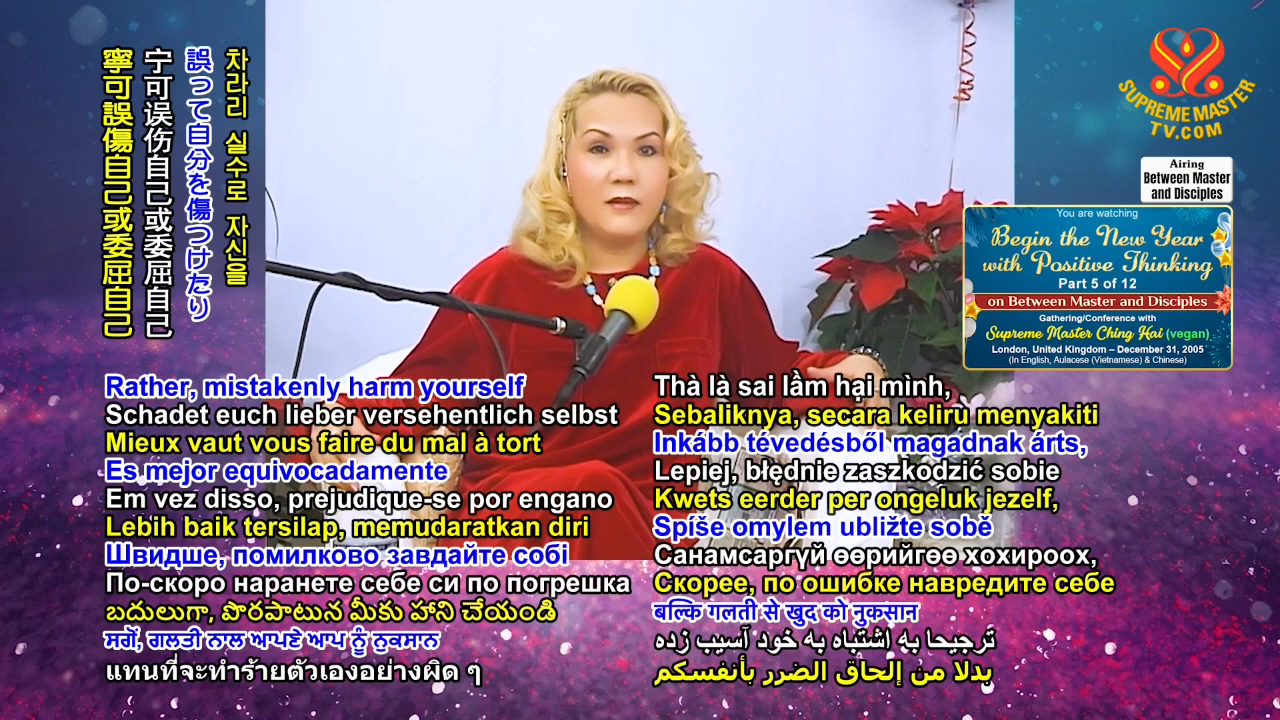 차라리 실수로 자신을
誤って自分を傷つけたり
宁可误伤自己或委屈自己
寧可誤傷自己或委屈自己
SUPREME MASTER
TV.COM
Airing
Between Master
and Disciples
You are watching
Begin the New Year
with Positive Thinking
Part 5 of 12
on Between Master and Disciples
Gathering/Conference with
Supreme Master Ching Hai (vegan)
London, United Kingdom – December 31, 2005
(In English, Aulacese (Vietnamese) & Chinese)
Rather, mistakenly harm yourself
Schadet euch lieber versehentlich selbst
Mieux vaut vous faire du mal à tort
Es mejor equivocadamente
Em vez disso, prejudique-se por engano
Lebih baik tersilap, memudaratkan diri
Швидше, помилково завдайте собі
По-скоро наранете себе си по погрешка
బదులుగా, పొరపాటున మీకు హాని చేయండి
ਸਗੋਂ, ਗਲਤੀ ਨਾਲ ਆਪਣੇ ਆਪ ਨੂੰ ਨੁਕਸਾਨ
แทนที่จะทำร้ายตัวเองอย่างผิด ๆ
Thà là sai lầm hại mình,
Sebaliknya, secara kelirù menyakiti
Inkább tévedésből magadnak árts,
Lepiej, błędnie zaszkodzić sobie
Kwets eerder per ongeluk jezelf,
Spíše omylem ubližte sobě
Санамсаргүй өөрийгөө хохироох,
Скорее, по ошибке навредите себе
बल्कि गलती से खुद को नुकसान
ترجیحا به اشتباه به خود آسیب زده
بدلا من إلحاق الضرر بأنفسكم